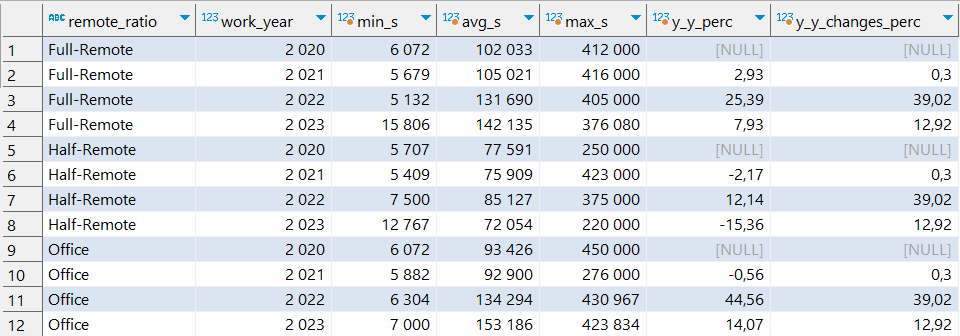 ABC remote_ratio 123 work_year 123 min_s 123 avg_s 123 max_s 123 y_y_perc 123 y_y_changes_perc
1 Full-Remote 2 020 6 072 102 033 412 000 [NULL] [NULL]
2 Full-Remote 2 021 5 679 105 021 416 000 2,93 0,3
3 Full-Remote 2 022 5 132 131 690 405 000 25,39 39,02
4 Full-Remote 2 023 15 806 142 135 376 080 7,93 12,92
5 Half-Remote 2 020 5 707 77 591 250 000 [NULL] [NULL]
6 Half-Remote 2 021 5 409 75 909 423 000 -2,17 0,3
7 Half-Remote 2 022 7 500 85 127 375 000 12,14 39,02
8 Half-Remote 2 023 12 767 72 054 220 000 -15,36 12,92
9 Office 2 020 6 072 93 426 450 000 [NULL] [NULL]
10 Office 2 021 5 882 92 900 276 000 -0,56 0,3
11 Office 2 022 6 304 134 294 430 967 44,56 39,02
12 Office 2 023 7 000 153 186 423 834 14,07 12,92